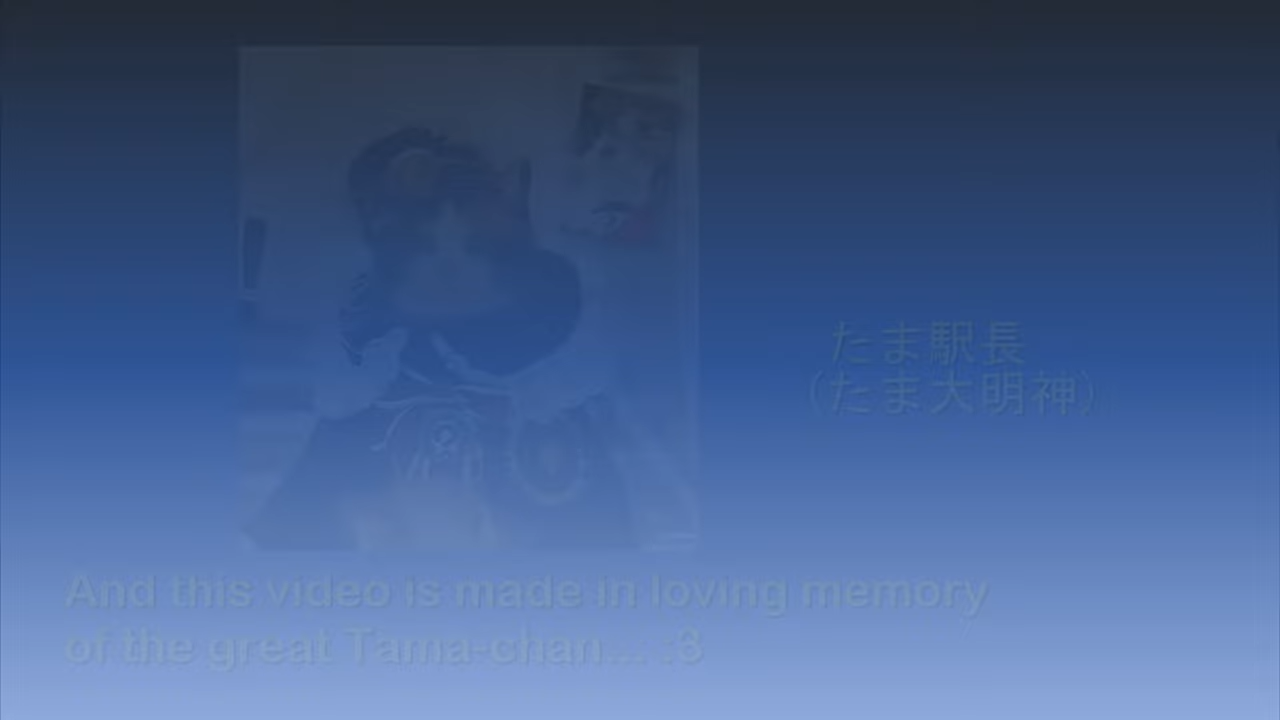 たま駅長
（たま大明神）
And this video is made in loving memory
of the great Tama-chan... :3